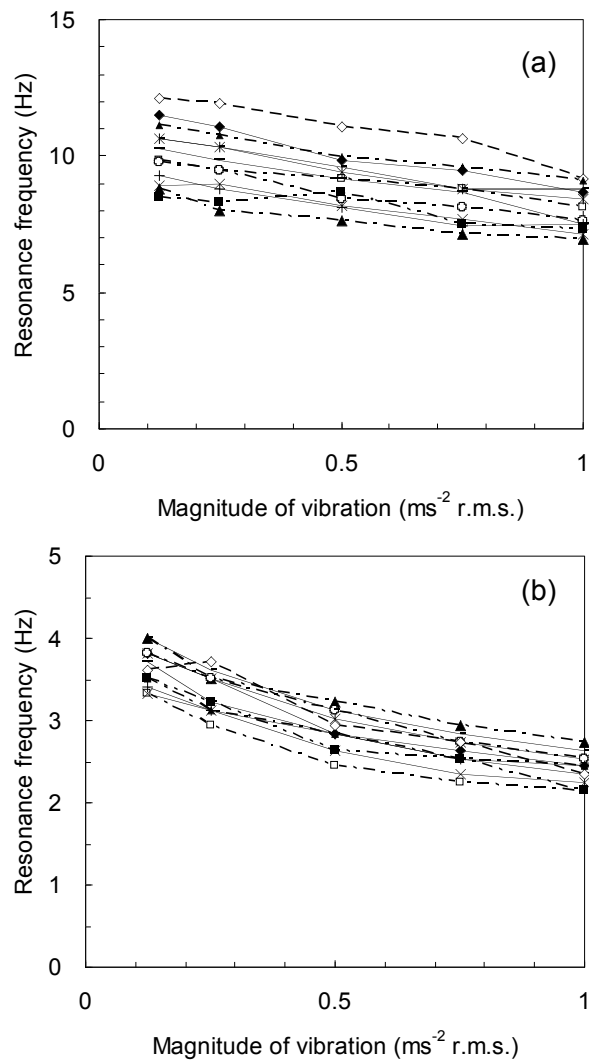 15
(a)
Resonance frequency (Hz)
10
5
0
0
0.5
1
Magnitude of vibration (ms⁻² r.m.s.)
5
(b)
Resonance frequency (Hz)
4
3
2
1
0
0
0.5
1
Magnitude of vibration (ms⁻² r.m.s.)